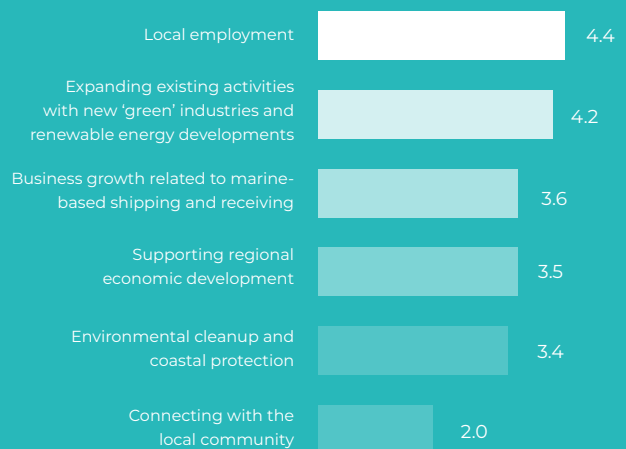 Local employment
4.4
Expanding existing activities
with new ‘green’ industries and
renewable energy developments
4.2
Business growth related to marine-
based shipping and receiving
3.6
Supporting regional
economic development
3.5
Environmental cleanup and
coastal protection
3.4
Connecting with the
local community
2.0